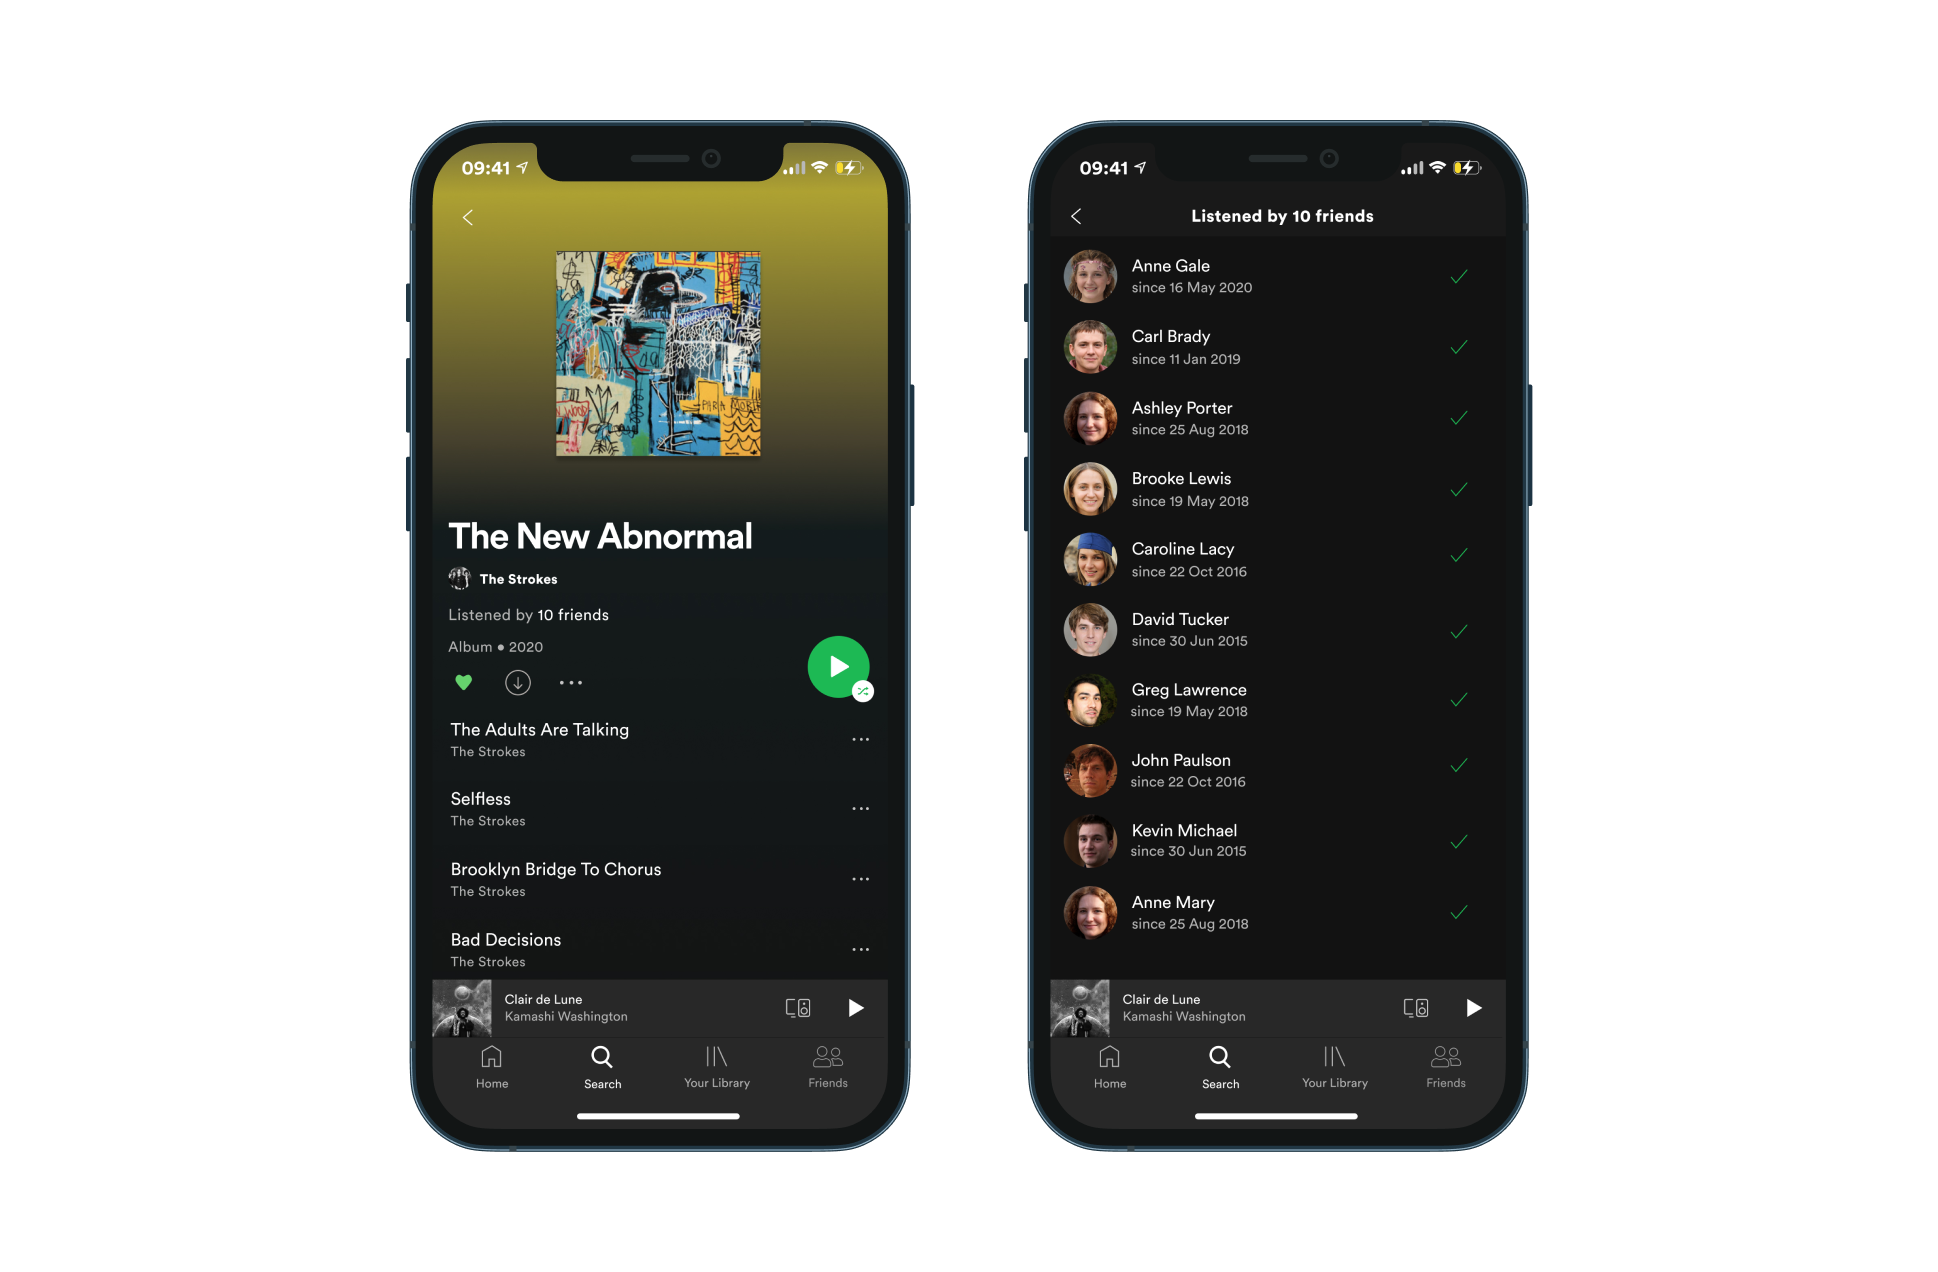 09:41
The New Abnormal
The Strokes
Listened by 10 friends
Album • 2020
The Adults Are Talking
The Strokes
Selfless
The Strokes
Brooklyn Bridge To Chorus
The Strokes
Bad Decisions
The Strokes
Clair de Lune
Kamashi Washington
Home
Search
Your Library
Friends
09:41
Listened by 10 friends
Anne Gale
since 16 May 2020
Carl Brady
since 11 Jan 2019
Ashley Porter
since 25 Aug 2018
Brooke Lewis
since 19 May 2018
Caroline Lacy
since 22 Oct 2016
David Tucker
since 30 Jun 2015
Greg Lawrence
since 19 May 2018
John Paulson
since 22 Oct 2016
Kevin Michael
since 30 Jun 2015
Anne Mary
since 25 Aug 2018
Clair de Lune
Kamashi Washington
Home
Search
Your Library
Friends